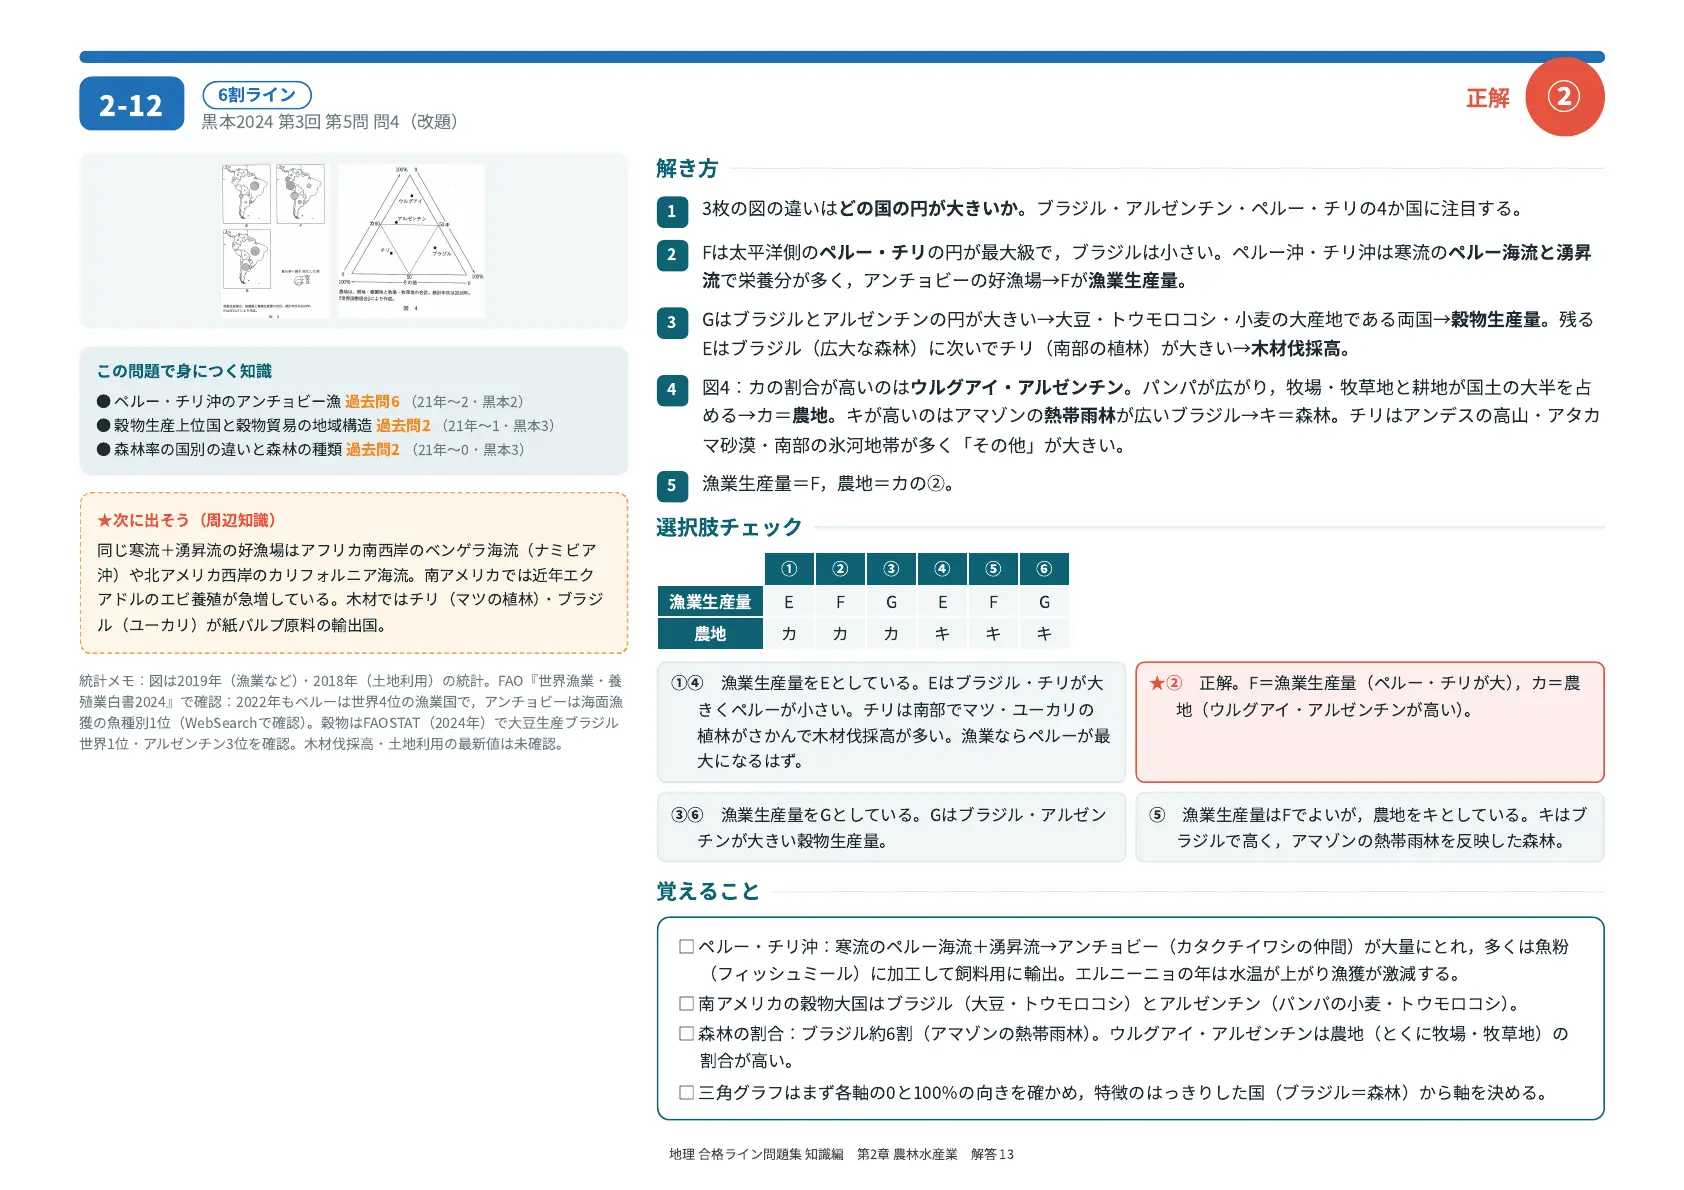 2-12
6割ライン
黒本2024 第3回 第5問 問4（改題）
正解 ②
100% 0
ウルグアイ
アルゼンチン
チリ
ブラジル
その他
図 4
この問題で身につく知識
● ペルー・チリ沖のアンチョビー漁 過去問6 （21年〜2・黒本2）
● 穀物生産上位国と穀物貿易の地域構造 過去問2 （21年〜1・黒本3）
● 森林率の国別の違いと森林の種類 過去問2 （21年〜0・黒本3）
★次に出そう（周辺知識）
同じ寒流＋湧昇流の好漁場はアフリカ南西岸のベンゲラ海流（ナミビア
沖）や北アメリカ西岸のカリフォルニア海流。南アメリカでは近年エク
アドルのエビ養殖が急増している。木材ではチリ（マツの植林）・ブラジ
ル（ユーカリ）が紙パルプ原料の輸出国。
統計メモ：図は2019年（漁業など）・2018年（土地利用）の統計。FAO『世界漁業・養
殖業白書2024』で確認：2022年もペルーは世界4位の漁業国で，アンチョビーは海面漁
獲の魚種別1位（WebSearchで確認）。穀物はFAOSTAT（2024年）で大豆生産ブラジル
世界1位・アルゼンチン3位を確認。木材伐採高・土地利用の最新値は未確認。
解き方
1 3枚の図の違いはどの国の円が大きいか。ブラジル・アルゼンチン・ペルー・チリの4か国に注目する。
2 Fは太平洋側のペルー・チリの円が最大級で，ブラジルは小さい。ペルー沖・チリ沖は寒流のペルー海流と湧昇
流で栄養分が多く，アンチョビーの好漁場→Fが漁業生産量。
3 Gはブラジルとアルゼンチンの円が大きい→大豆・トウモロコシ・小麦の大産地である両国→穀物生産量。残る
Eはブラジル（広大な森林）に次いでチリ（南部の植林）が大きい→木材伐採高。
4 図4：カの割合が高いのはウルグアイ・アルゼンチン。パンパが広がり，牧場・牧草地と耕地が国土の大半を占
める→カ＝農地。キが高いのはアマゾンの熱帯雨林が広いブラジル→キ＝森林。チリはアンデスの高山・アタカ
マ砂漠・南部の氷河地帯が多く「その他」が大きい。
5 漁業生産量＝F，農地＝カの②。
選択肢チェック
① ② ③ ④ ⑤ ⑥
漁業生産量 E F G E F G
農地 カ カ カ キ キ キ
①④ 漁業生産量をEとしている。Eはブラジル・チリが大
きくペルーが小さい。チリは南部でマツ・ユーカリの
植林がさかんで木材伐採高が多い。漁業ならペルーが最
大になるはず。
★② 正解。F＝漁業生産量（ペルー・チリが大），カ＝農
地（ウルグアイ・アルゼンチンが高い）。
③⑥ 漁業生産量をGとしている。Gはブラジル・アルゼン
チンが大きい穀物生産量。
⑤ 漁業生産量はFでよいが，農地をキとしている。キはブ
ラジルで高く，アマゾンの熱帯雨林を反映した森林。
覚えること
□ ペルー・チリ沖：寒流のペルー海流＋湧昇流→アンチョビー（カタクチイワシの仲間）が大量にとれ，多くは魚粉
（フィッシュミール）に加工して飼料用に輸出。エルニーニョの年は水温が上がり漁獲が激減する。
□ 南アメリカの穀物大国はブラジル（大豆・トウモロコシ）とアルゼンチン（パンパの小麦・トウモロコシ）。
□ 森林の割合：ブラジル約6割（アマゾンの熱帯雨林）。ウルグアイ・アルゼンチンは農地（とくに牧場・牧草地）の
割合が高い。
□ 三角グラフはまず各軸の0と100%の向きを確かめ，特徴のはっきりした国（ブラジル＝森林）から軸を決める。
地理 合格ライン問題集 知識編 第2章 農林水産業 解答13